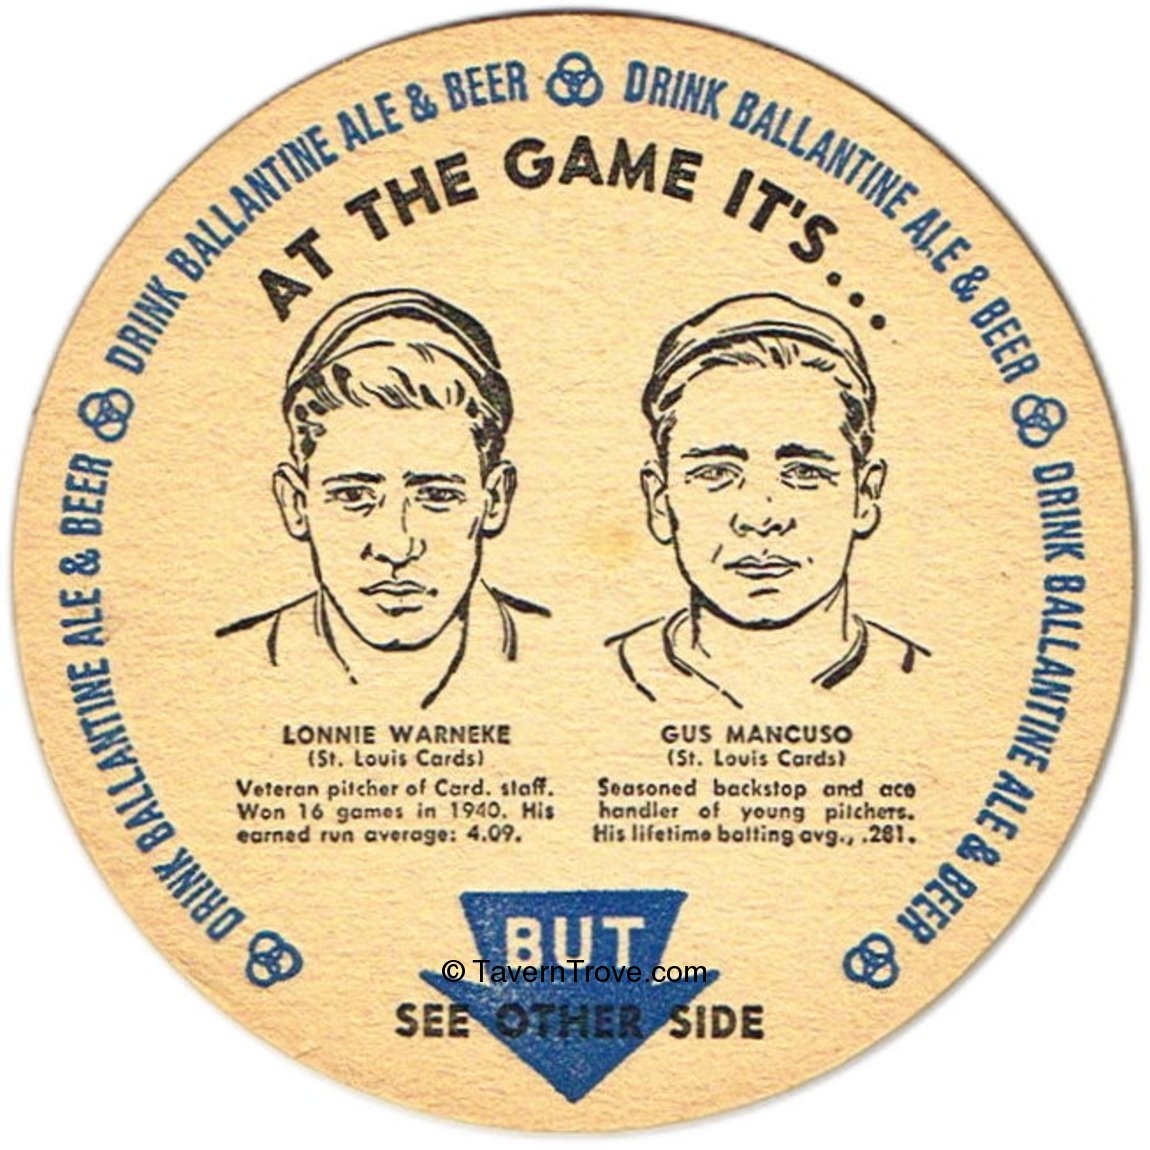 DRINK BALLANTINE ALE & BEER
DRINK BALLANTINE ALE & BEER
DRINK BALLANTINE ALE & BEER
DRINK BALLANTINE ALE & BEER
AT THE GAME IT'S...
LONNIE WARNEKE
(St. Louis Cards)
Veteran pitcher of Card. staff.
Won 16 games in 1940. His
earned run average: 4.09.
GUS MANCUSO
(St. Louis Cards)
Seasoned backstop and ace
handler of young pitchers.
His lifetime batting avg., .281.
BUT
© TavernTrove.com
SEE OTHER SIDE